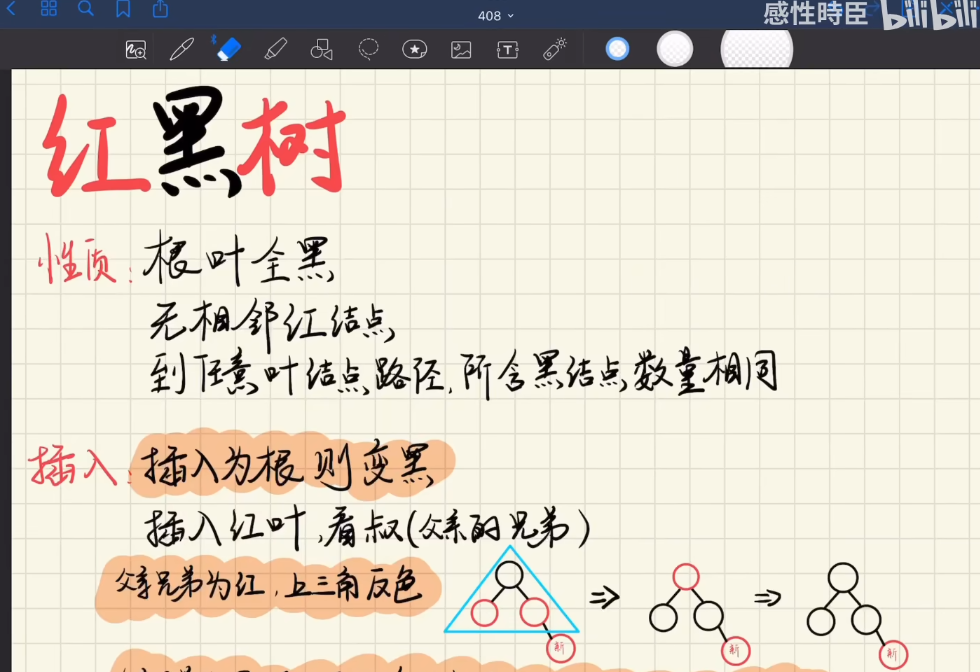 408
感性時臣 bilibili
红黑树
性质：根叶全黑
无相邻红结点
到任意叶结点路径，所含黑结点数量相同
插入：插入为根则变黑
插入红叶，看叔(父亲的兄弟)
父亲兄弟为红，上三角反色
新
新
新